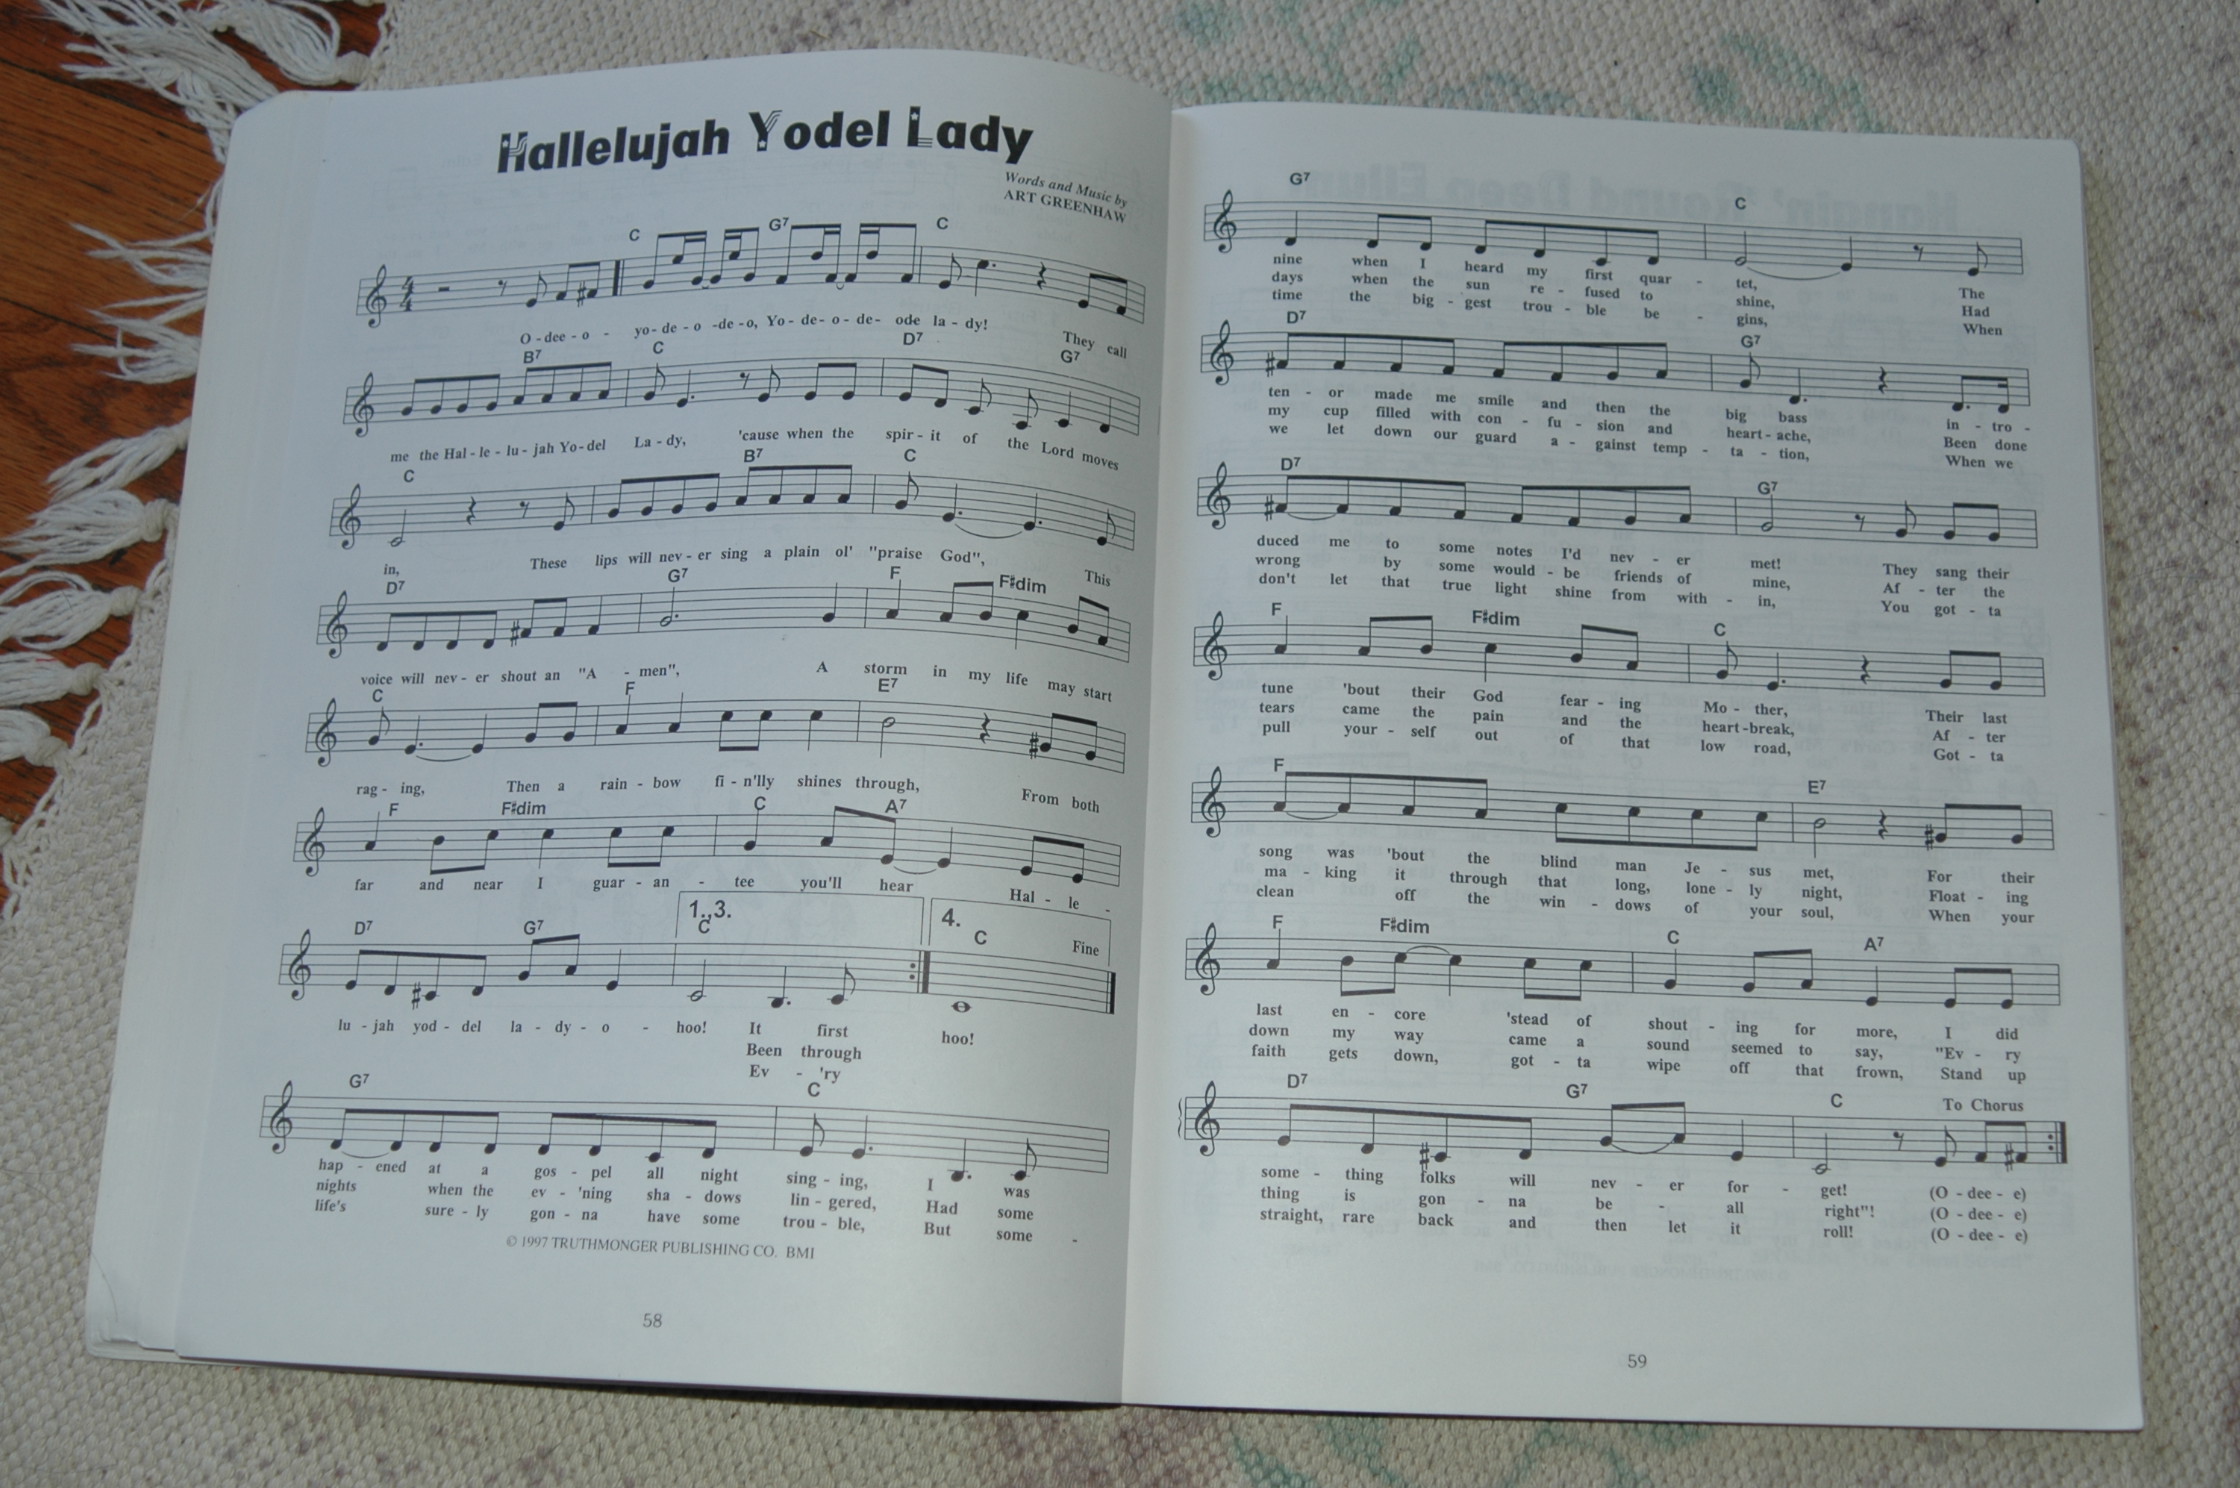 Hallelujah Yodel Lady
Words and Music by
ART GREENHAW
C G7 C
O - dee - o - yo - de - o - de - o, Yo - de - o - de - ode la - dy! They call
B7 C D7 G7
me the Hal - le - lu - jah Yo - del La - dy, 'cause when the spir - it of the Lord moves
C B7 C
in, These lips will nev - er sing a plain ol' "praise God", This
D7 G7 F F♯dim
voice will nev - er shout an "A - men", A storm in my life may start
C F E7
rag - ing, Then a rain - bow fi - n'lly shines through, From both
F F♯dim C A7
far and near I guar - an - tee you'll hear Hal - le -
1.,3. 4.
D7 G7 C C Fine
lu - jah yod - del la - dy - o - hoo! It first hoo!
Been through
Ev - 'ry
G7 C
hap - ened at a gos - pel all night sing - ing, I was
nights when the ev - 'ning sha - dows lin - gered, Had some
life's sure - ly gon - na have some trou - ble, But some -
© 1997 TRUTHMONGER PUBLISHING CO. BMI
58
G7 C
nine when I heard my first quar - tet, The
days when the sun re - fused to shine, Had
time the big - gest trou - ble be - gins, When
D7 G7
ten - or made me smile and then the big bass in - tro -
my cup filled with con - fu - sion and heart - ache, Been done
we let down our guard a - gainst temp - ta - tion, When we
D7 G7
duced me to some notes I'd nev - er met! They sang their
wrong by some would - be friends of mine, Af - ter the
don't let that true light shine from with - in, You got - ta
F F♯dim C
tune 'bout their God fear - ing Mo - ther, Their last
tears came the pain and the heart - break, Af - ter
pull your - self out of that low road, Got - ta
F E7
song was 'bout the blind man Je - sus met, For their
ma - king it through that long, lone - ly night, Float - ing
clean off the win - dows of your soul, When your
F F♯dim C A7
last en - core 'stead of shout - ing for more, I did
down my way came a sound seemed to say, "Ev - ry
faith gets down, got - ta wipe off that frown, Stand up
D7 G7 C To Chorus
some - thing folks will nev - er for - get! (O - dee - e)
thing is gon - na be - all right"! (O - dee - e)
straight, rare back and then let it roll! (O - dee - e)
59